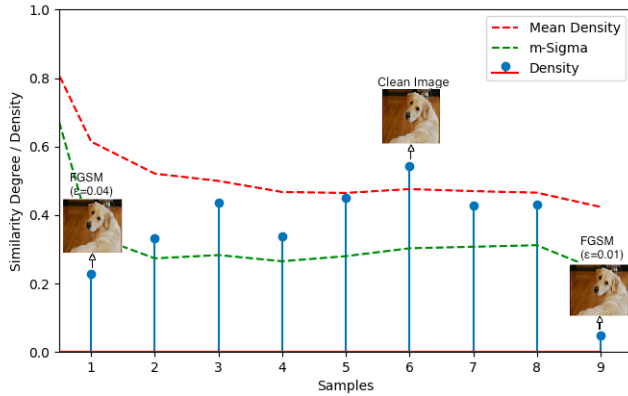 1.0
0.8
0.6
0.4
0.2
0.0
Similarity Degree / Density
1 2 3 4 5 6 7 8 9
Samples
Mean Density
m-Sigma
Density
Clean Image
FGSM
(ε=0.04)
FGSM
(ε=0.01)